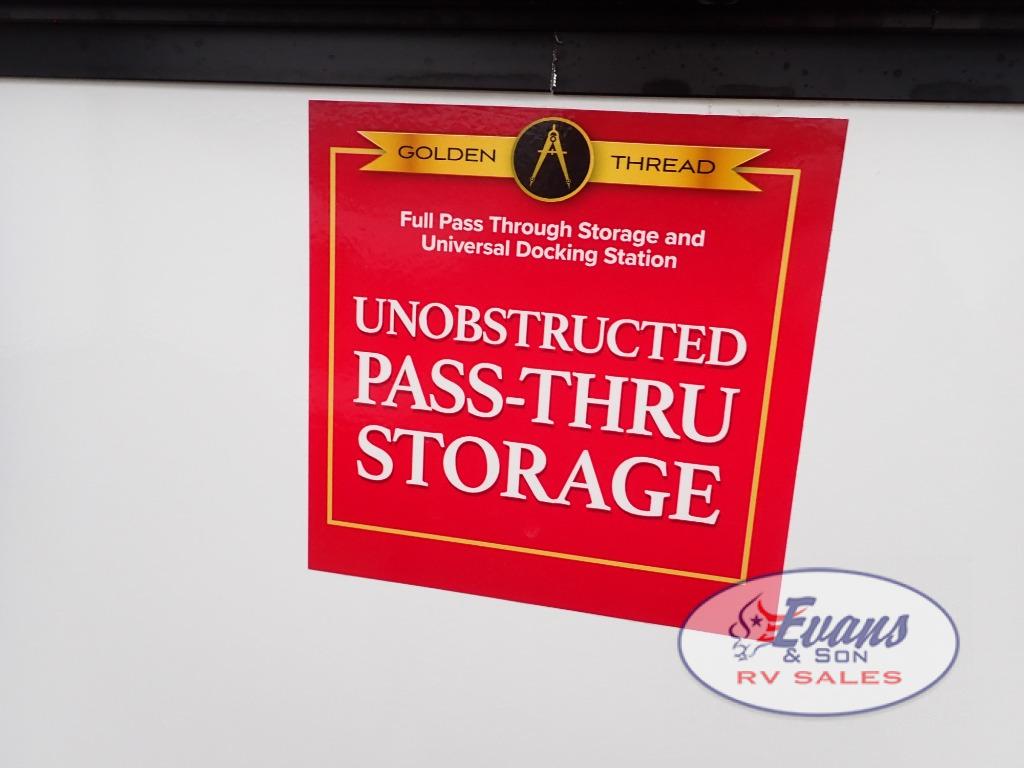 GOLDEN THREAD
Full Pass Through Storage and
Universal Docking Station
UNOBSTRUCTED
PASS-THRU
STORAGE
Evans
& SON
RV SALES